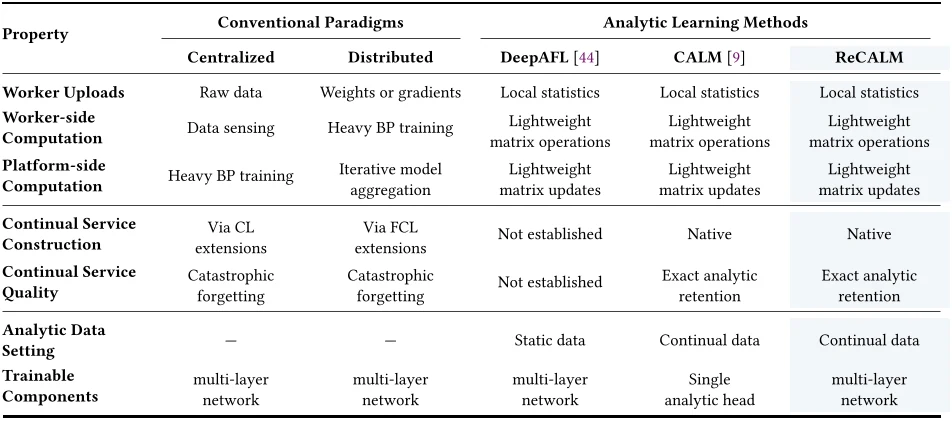 Property
Conventional Paradigms
Analytic Learning Methods
Centralized
Distributed
DeepAFL [44]
CALM [9]
ReCALM
Worker Uploads
Raw data
Weights or gradients
Local statistics
Local statistics
Local statistics
Worker-side
Computation
Data sensing
Heavy BP training
Lightweight
matrix operations
Lightweight
matrix operations
Lightweight
matrix operations
Platform-side
Computation
Heavy BP training
Iterative model
aggregation
Lightweight
matrix updates
Lightweight
matrix updates
Lightweight
matrix updates
Continual Service
Construction
Via CL
extensions
Via FCL
extensions
Not established
Native
Native
Continual Service
Quality
Catastrophic
forgetting
Catastrophic
forgetting
Not established
Exact analytic
retention
Exact analytic
retention
Analytic Data
Setting
—
—
Static data
Continual data
Continual data
Trainable
Components
multi-layer
network
multi-layer
network
multi-layer
network
Single
analytic head
multi-layer
network